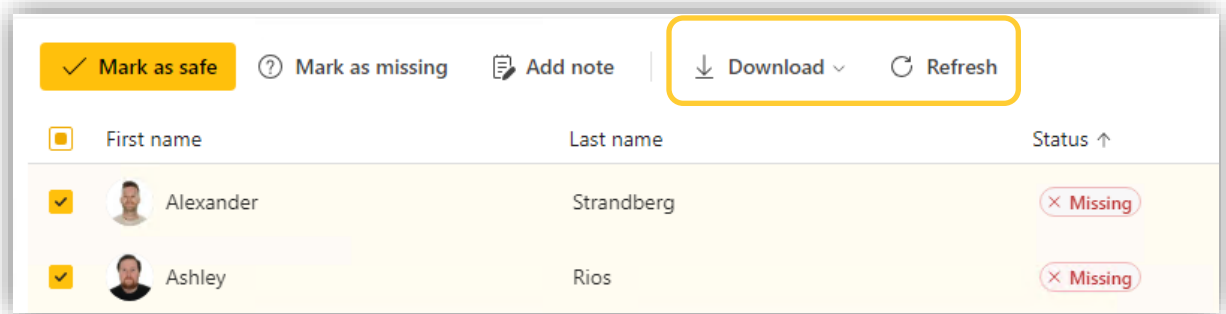 Mark as safe Mark as missing Add note Download Refresh
First name Last name Status
Alexander Strandberg Missing
Ashley Rios Missing